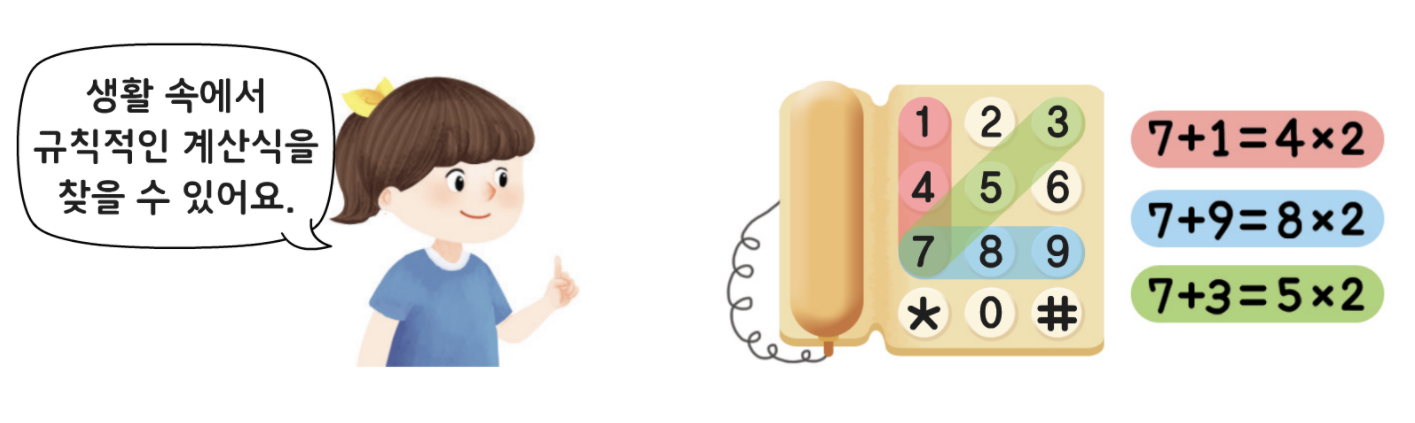 생활 속에서
규칙적인 계산식을
찾을 수 있어요.
1 2 3
4 5 6
7 8 9
* 0 #
7+1=4×2
7+9=8×2
7+3=5×2